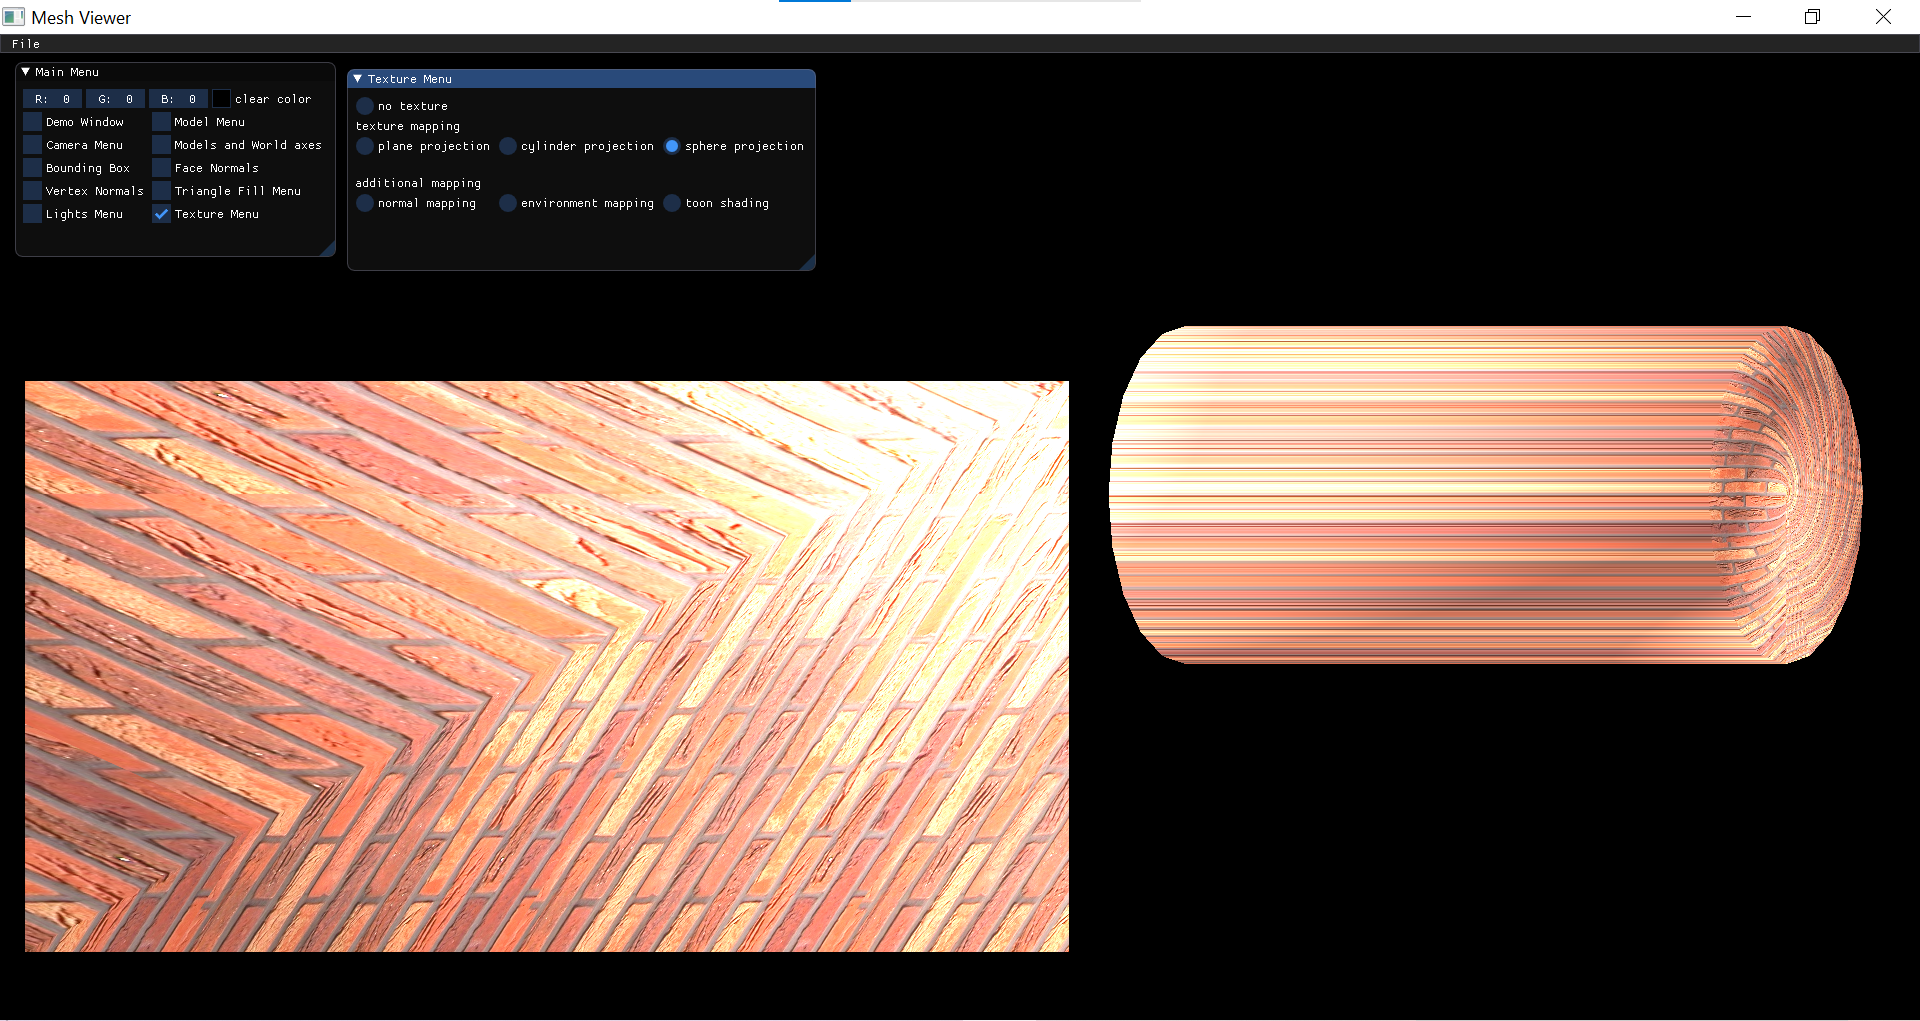 Mesh Viewer
File
Main Menu
R: 0 G: 0 B: 0 clear color
Demo Window Model Menu
Camera Menu Models and World axes
Bounding Box Face Normals
Vertex Normals Triangle Fill Menu
Lights Menu Texture Menu
Texture Menu
no texture
texture mapping
plane projection cylinder projection sphere projection
additional mapping
normal mapping environment mapping toon shading